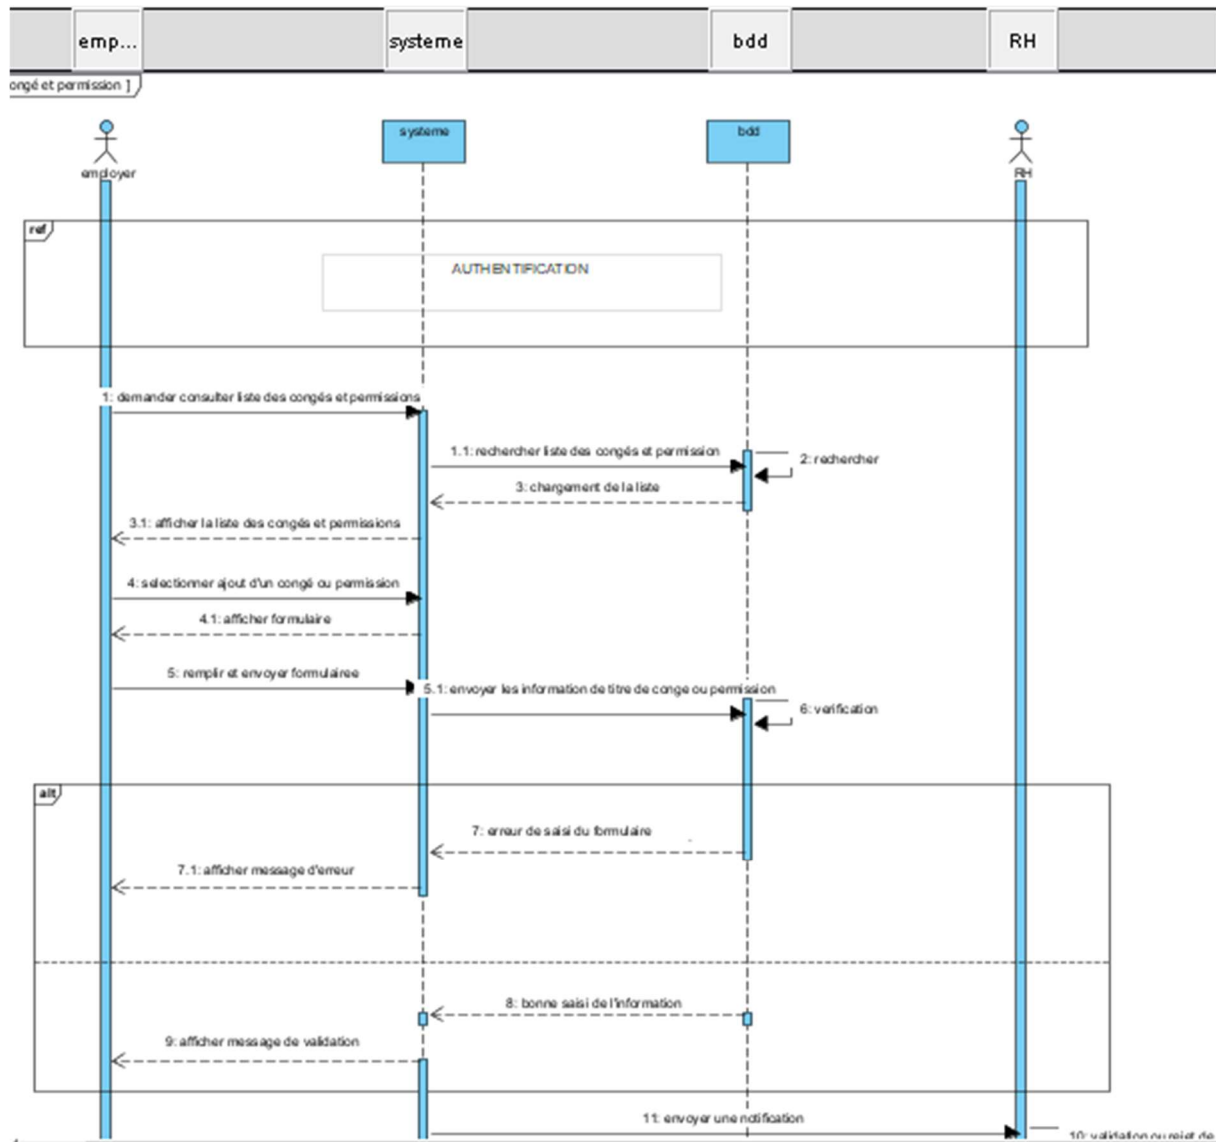 emp...
systeme
bdd
RH
ongé et permission ]
systeme
bdd
employer
RH
ref
AUTHENTIFICATION
1: demander consulter liste des congés et permissions
1.1: rechercher liste des congés et permission
2: rechercher
3: chargement de la liste
3.1: afficher la liste des congés et permissions
4: selectionner ajout d'un congé ou permission
4.1: afficher formulaire
5: remplir et envoyer formulairee
5.1: envoyer les information de titre de conge ou permission
6: verification
alt
7: erreur de saisi du formulaire
7.1: afficher message d'erreur
8: bonne saisi de l'information
9: afficher message de validation
11: envoyer une notification
10: validation ou rejet de